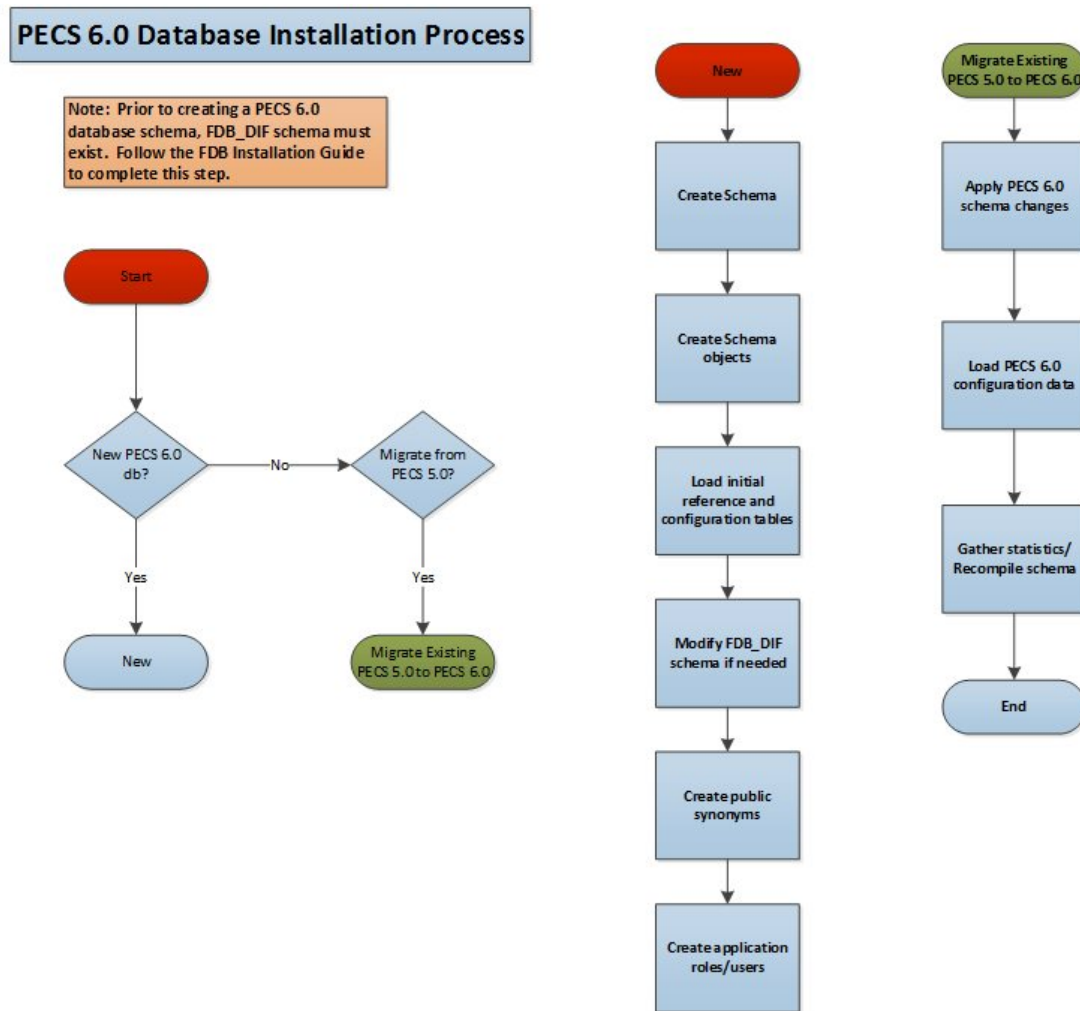 PECS 6.0 Database Installation Process
Note: Prior to creating a PECS 6.0
database schema, FDB_DIF schema must
exist. Follow the FDB Installation Guide
to complete this step.
Start
New PECS 6.0
db?
No
Migrate from
PECS 5.0?
Yes
Yes
New
Migrate Existing
PECS 5.0 to PECS 6.0
New
Create Schema
Create Schema
objects
Load initial
reference and
configuration tables
Modify FDB_DIF
schema if needed
Create public
synonyms
Create application
roles/users
Migrate Existing
PECS 5.0 to PECS 6.0
Apply PECS 6.0
schema changes
Load PECS 6.0
configuration data
Gather statistics/
Recompile schema
End